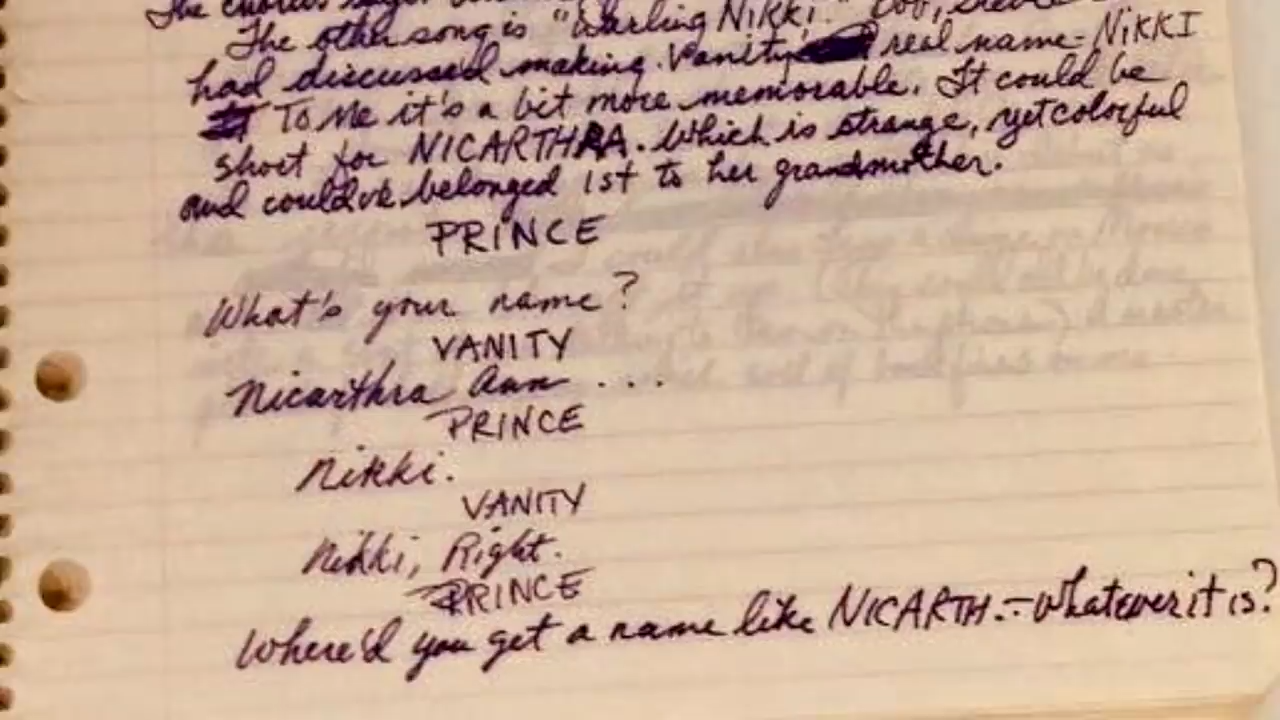 The chorus
The other song is "Darling NiKKi."
had discussed making Vanity's real name - NiKKI
To Me it's a bit more memorable. It could be
short for NICARTHRA. Which is strange, yet colorful
and could've belonged 1st to her grandmother.
PRINCE
What's your name?
VANITY
Nicarthra Ann ....
PRINCE
Nikki.
VANITY
Nikki, Right.
PRINCE
Where'd you get a name like NICARTH.-- whatever it is?